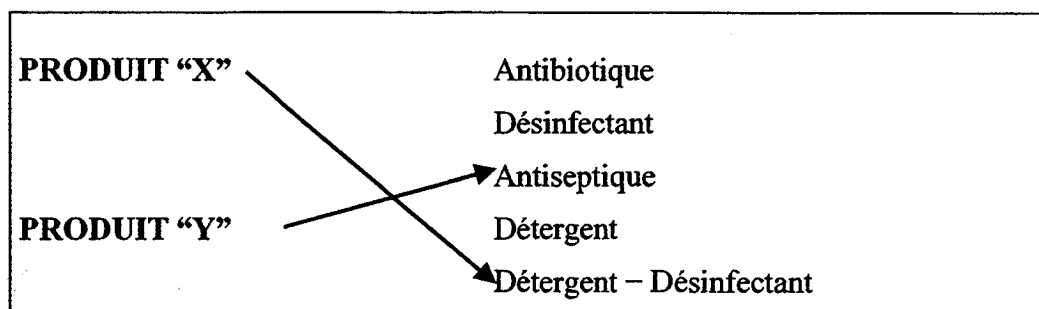 PRODUIT “X” Antibiotique
Désinfectant
Antiseptique
PRODUIT “Y” Détergent
Détergent – Désinfectant